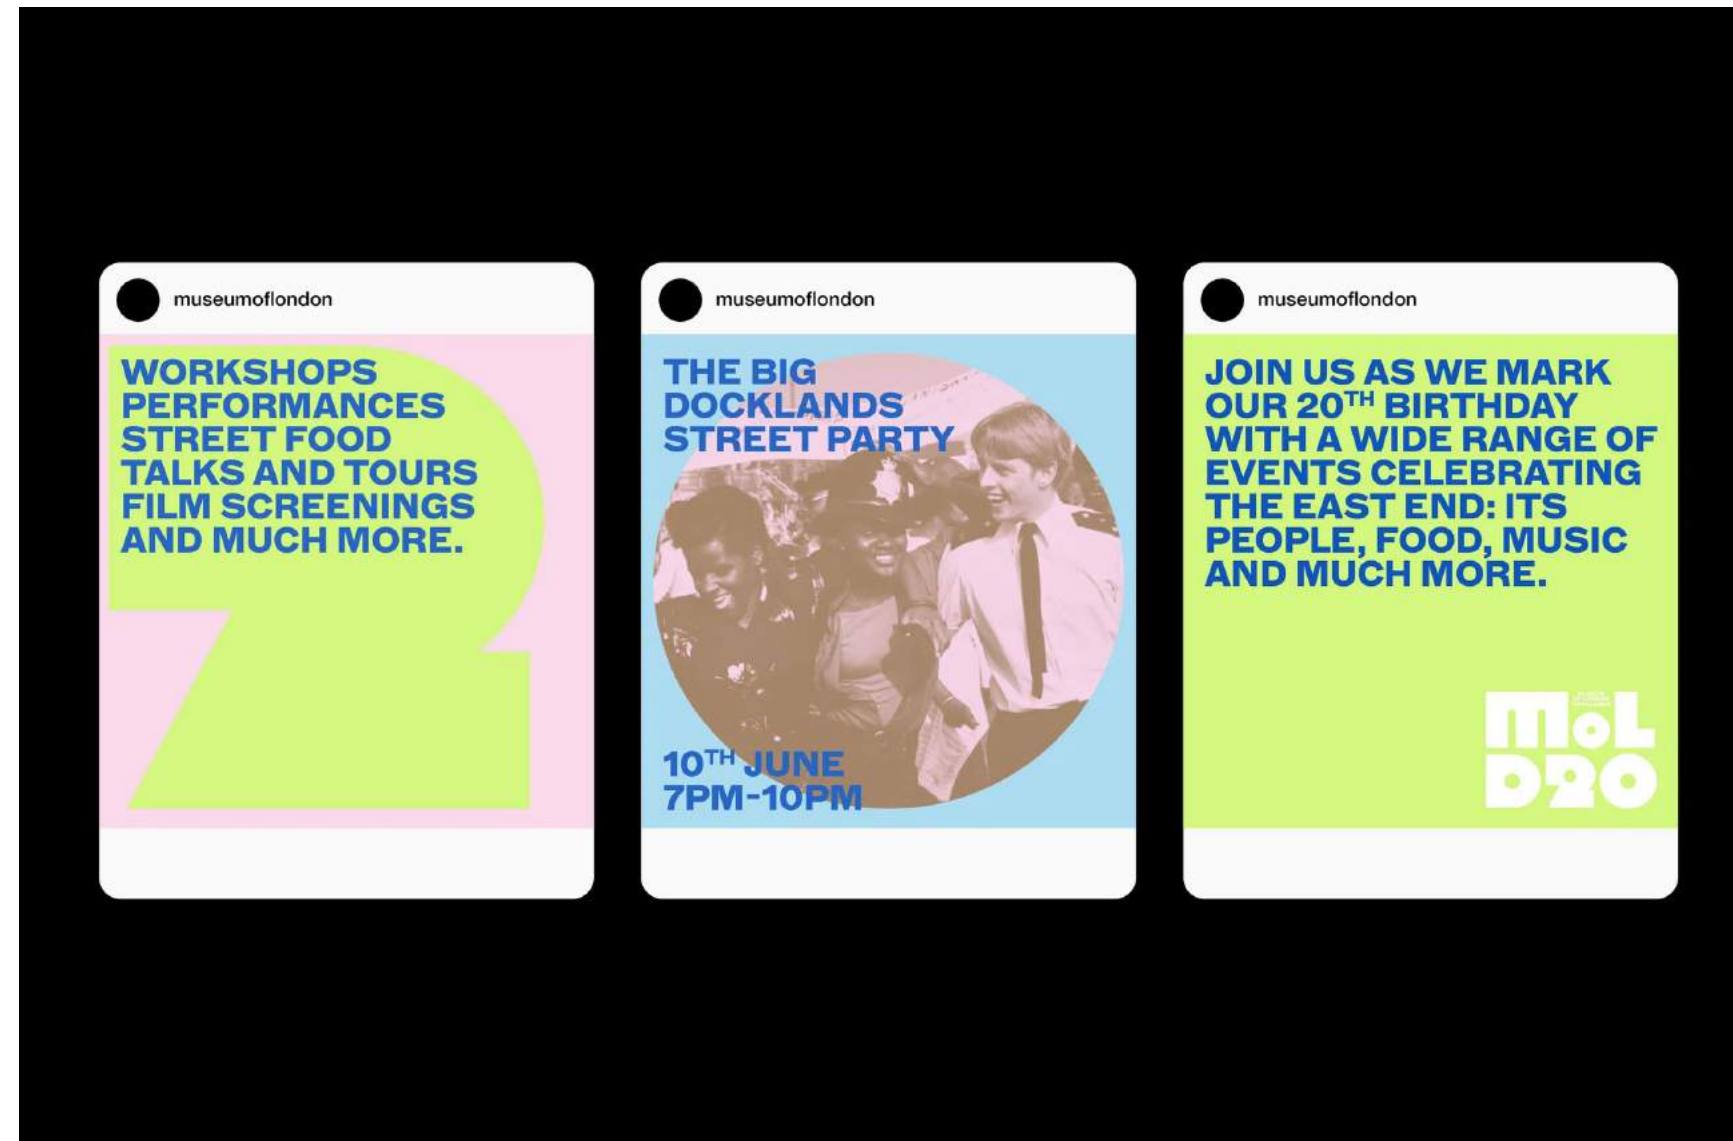 museumoflondon
WORKSHOPS
PERFORMANCES
STREET FOOD
TALKS AND TOURS
FILM SCREENINGS
AND MUCH MORE.
museumoflondon
THE BIG
DOCKLANDS
STREET PARTY
10TH JUNE
7PM-10PM
museumoflondon
JOIN US AS WE MARK
OUR 20TH BIRTHDAY
WITH A WIDE RANGE OF
EVENTS CELEBRATING
THE EAST END: ITS
PEOPLE, FOOD, MUSIC
AND MUCH MORE.
MoL
D20